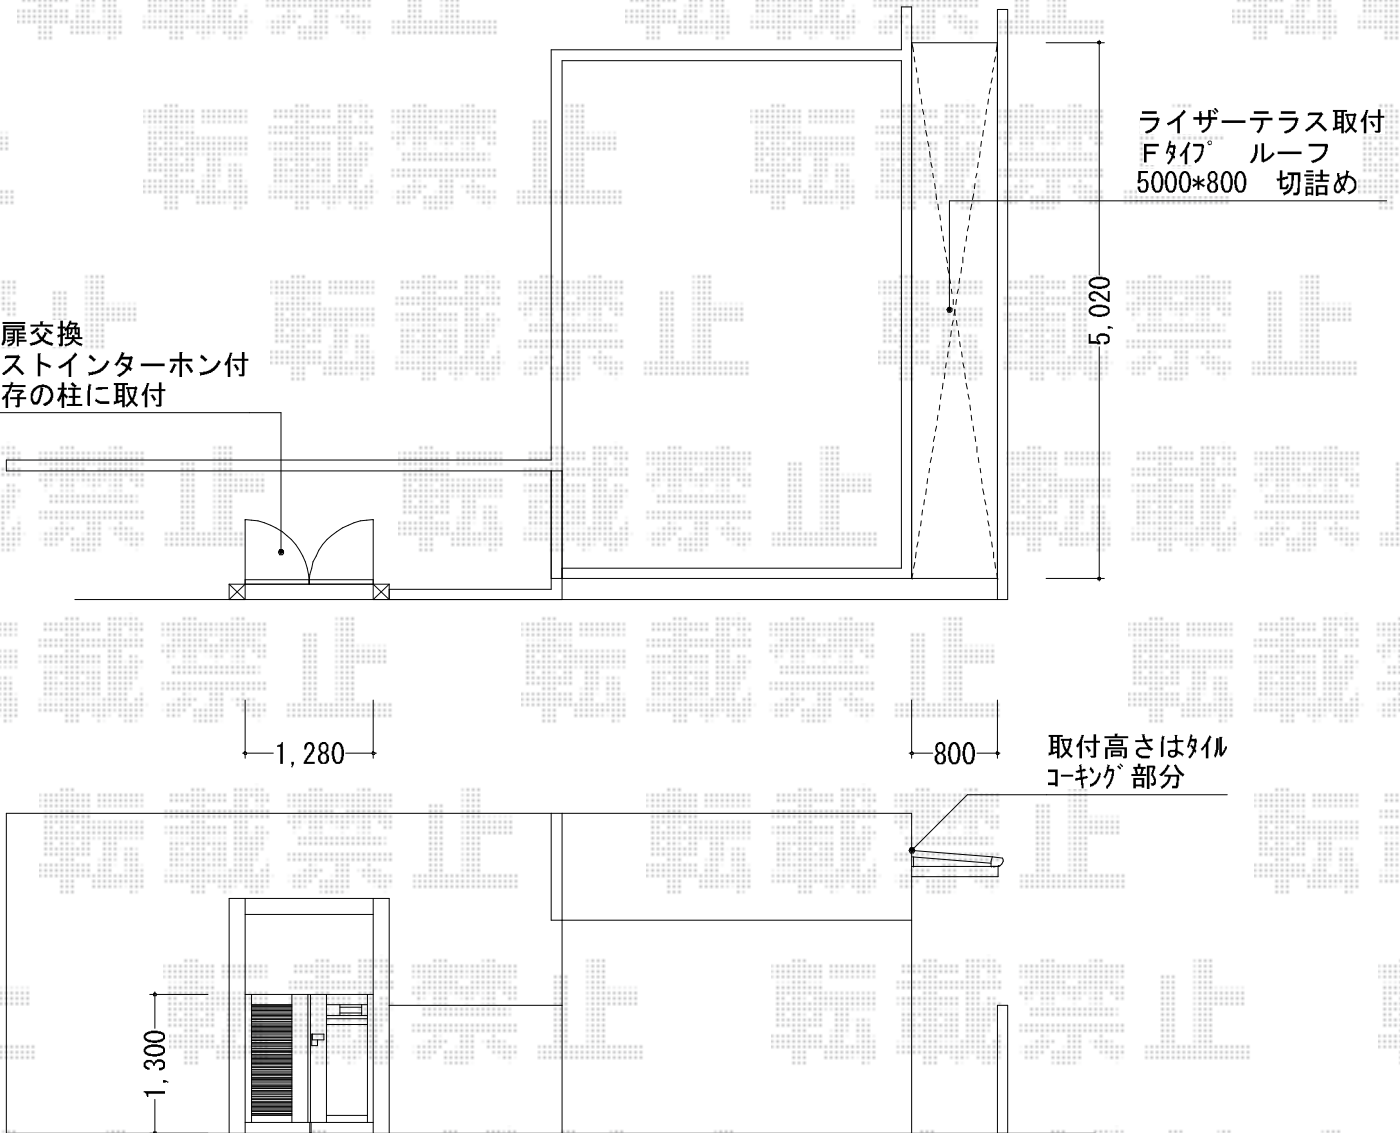 ライザーテラス取付
Fﾀｲﾌﾟ ルーフ
5000*800 切詰め
5,020
扉交換
ストインターホン付
存の柱に取付
1,280
800
取付高さはﾀｲﾙ
ｺｰｷﾝｸﾞ部分
1,300
転載禁止